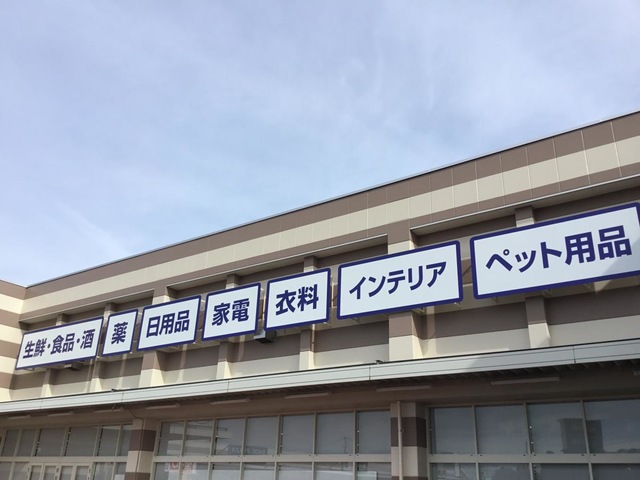 生鮮・食品・酒
薬
日用品
家電
衣料
インテリア
ペット用品